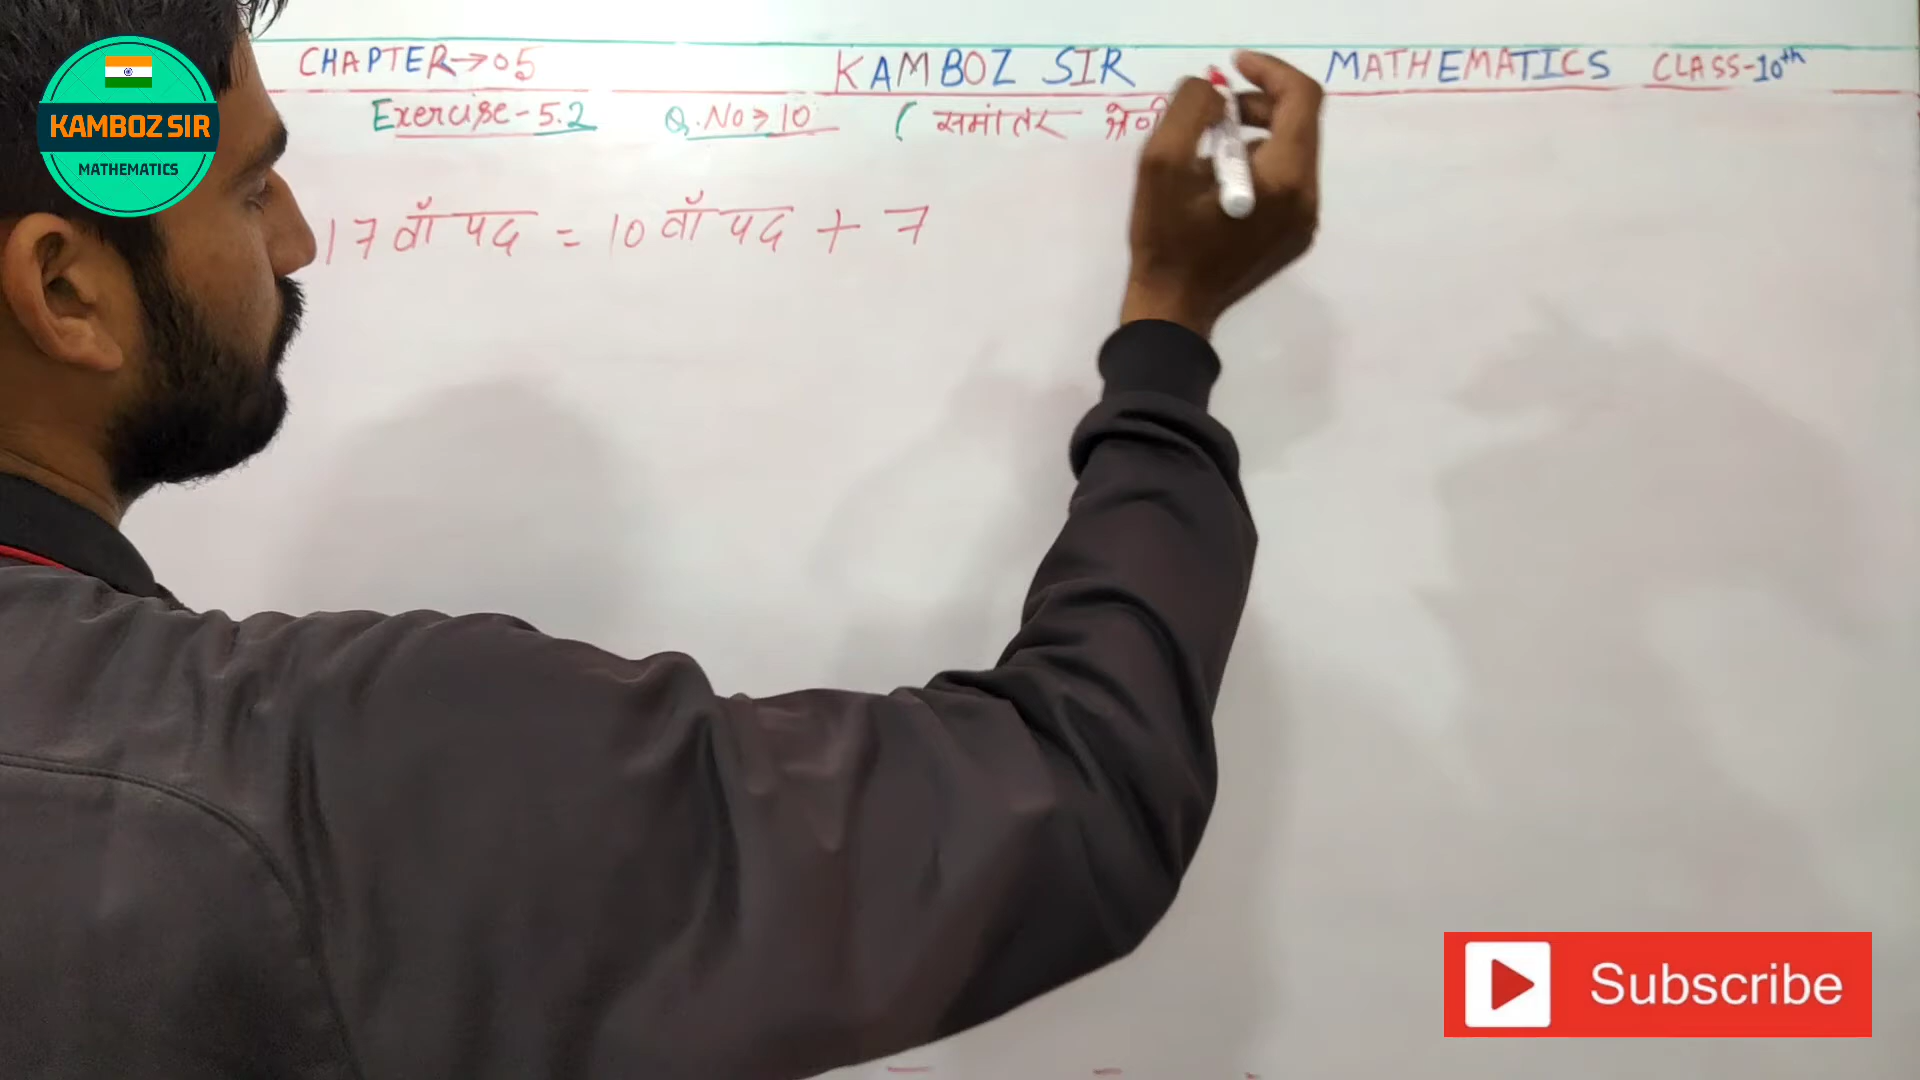 CHAPTER→05 KAMBOZ SIR MATHEMATICS CLASS-10th
KAMBOZ SIR
MATHEMATICS
Exercise-5.2 Q.No→10 ( समांतर
17 वाँ पद = 10 वाँ पद + 7
Subscribe